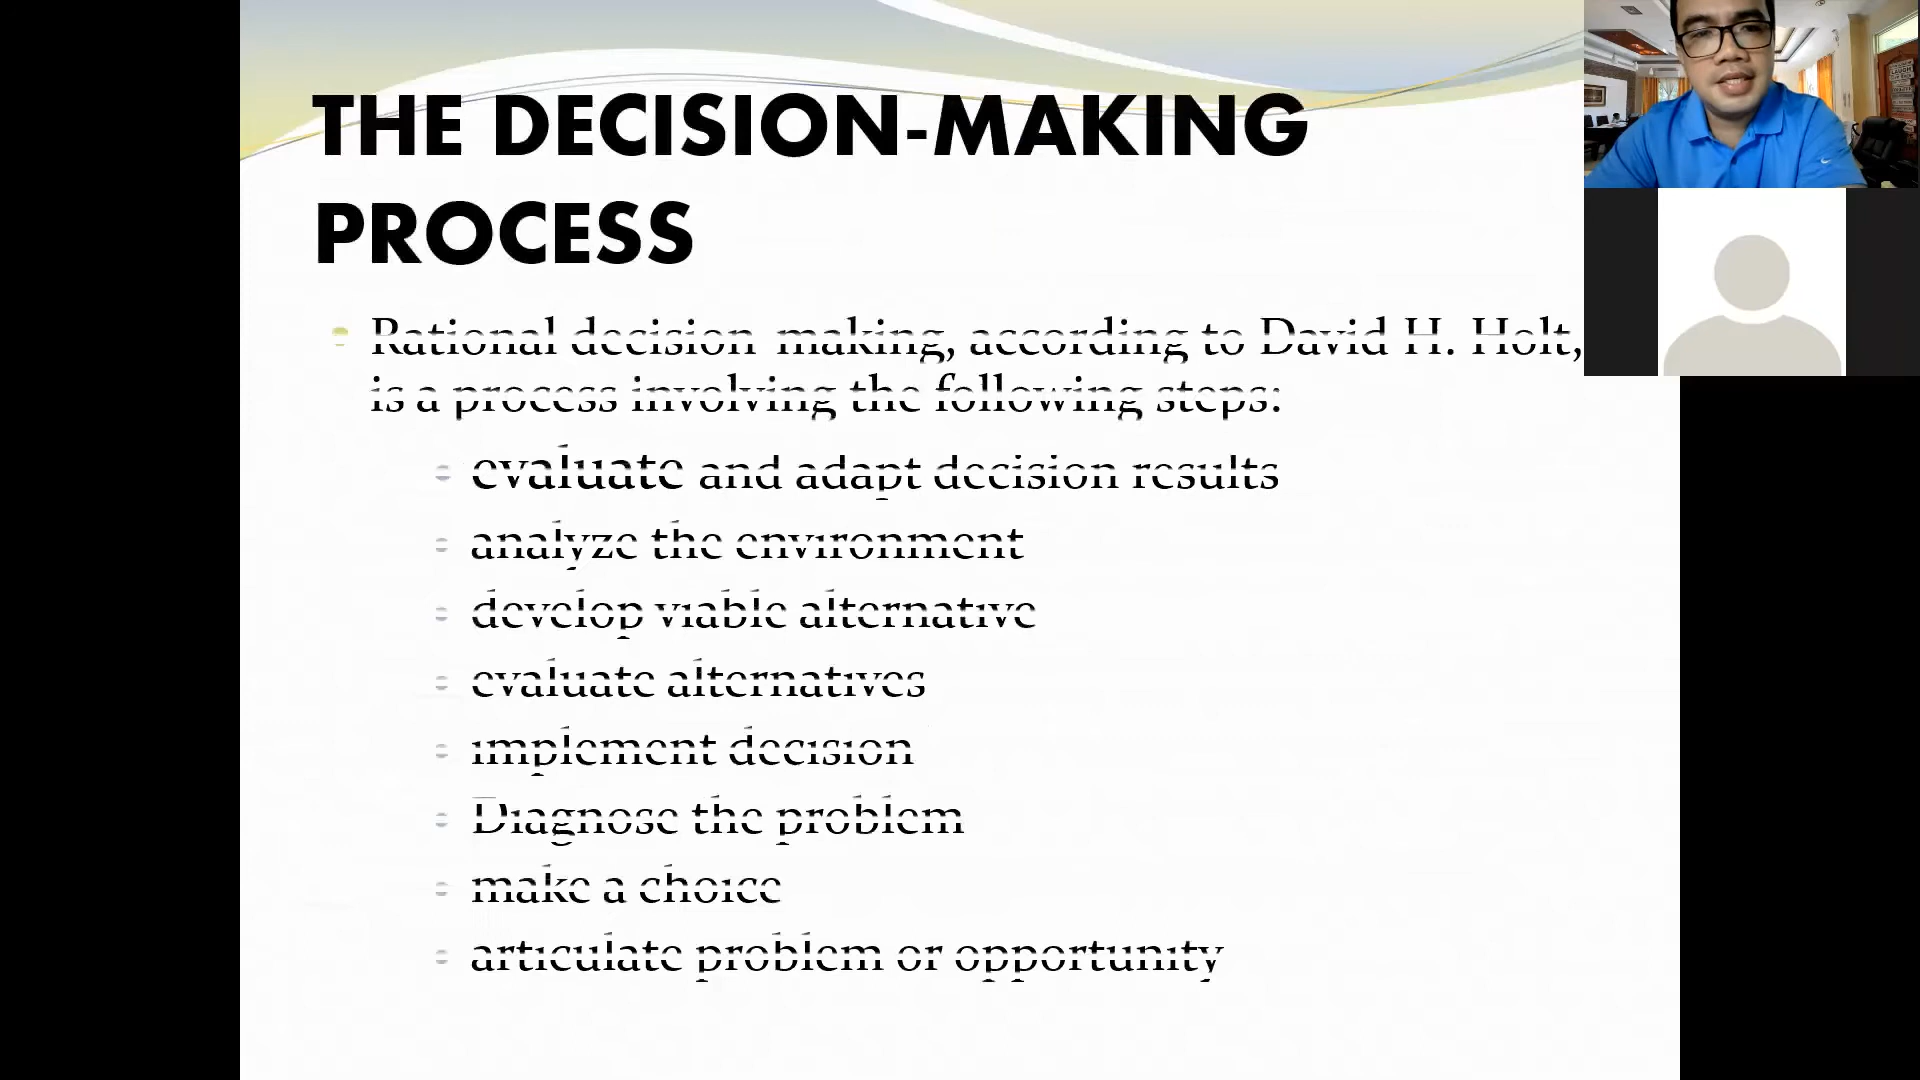 THE DECISION-MAKING
PROCESS
Rational decision-making, according to David H. Holt,
is a process involving the following steps:
evaluate and adapt decision results
analyze the environment
develop viable alternative
evaluate alternatives
implement decision
Diagnose the problem
make a choice
articulate problem or opportunity